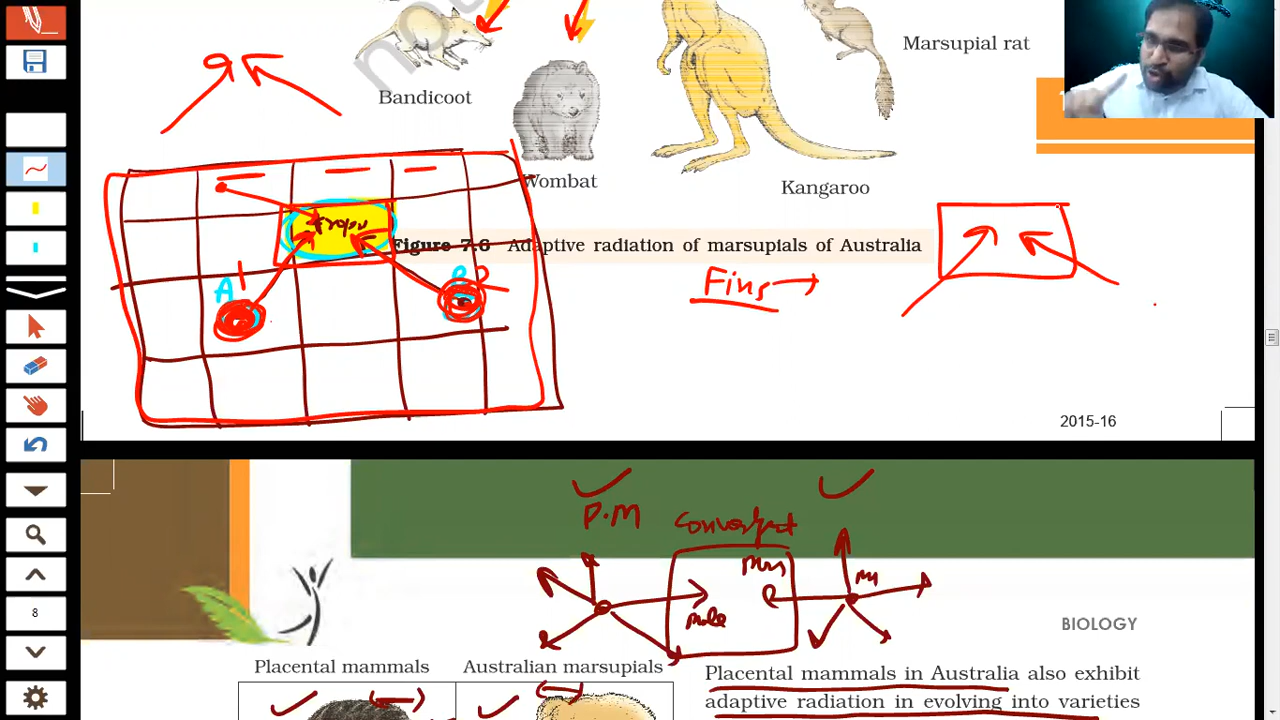 Marsupial rat
Bandicoot
Wombat
Kangaroo
Figure 7.6 Adaptive radiation of marsupials of Australia
A
B
Fins
2015-16
P.M
Mole
8
BIOLOGY
Placental mammals
Australian marsupials
Placental mammals in Australia also exhibit
adaptive radiation in evolving into varieties